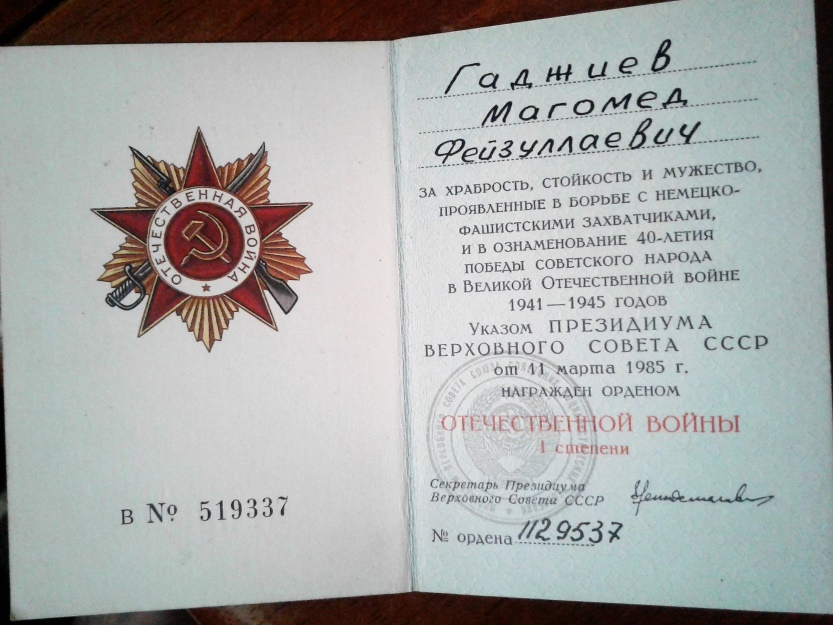 ОТЕЧЕСТВЕННАЯ ВОЙНА
В № 519337
Гаджиев
Магомед
Фейзуллаевич
ЗА ХРАБРОСТЬ, СТОЙКОСТЬ И МУЖЕСТВО,
ПРОЯВЛЕННЫЕ В БОРЬБЕ С НЕМЕЦКО-
ФАШИСТСКИМИ ЗАХВАТЧИКАМИ,
И В ОЗНАМЕНОВАНИЕ 40-ЛЕТИЯ
ПОБЕДЫ СОВЕТСКОГО НАРОДА
В ВЕЛИКОЙ ОТЕЧЕСТВЕННОЙ ВОЙНЕ
1941—1945 ГОДОВ
УКАЗОМ ПРЕЗИДИУМА
ВЕРХОВНОГО СОВЕТА СССР
от 11 марта 1985 г.
НАГРАЖДЕН ОРДЕНОМ
ОТЕЧЕСТВЕННОЙ ВОЙНЫ
I степени
Секретарь Президиума
Верховного Совета СССР
№ ордена 1129537